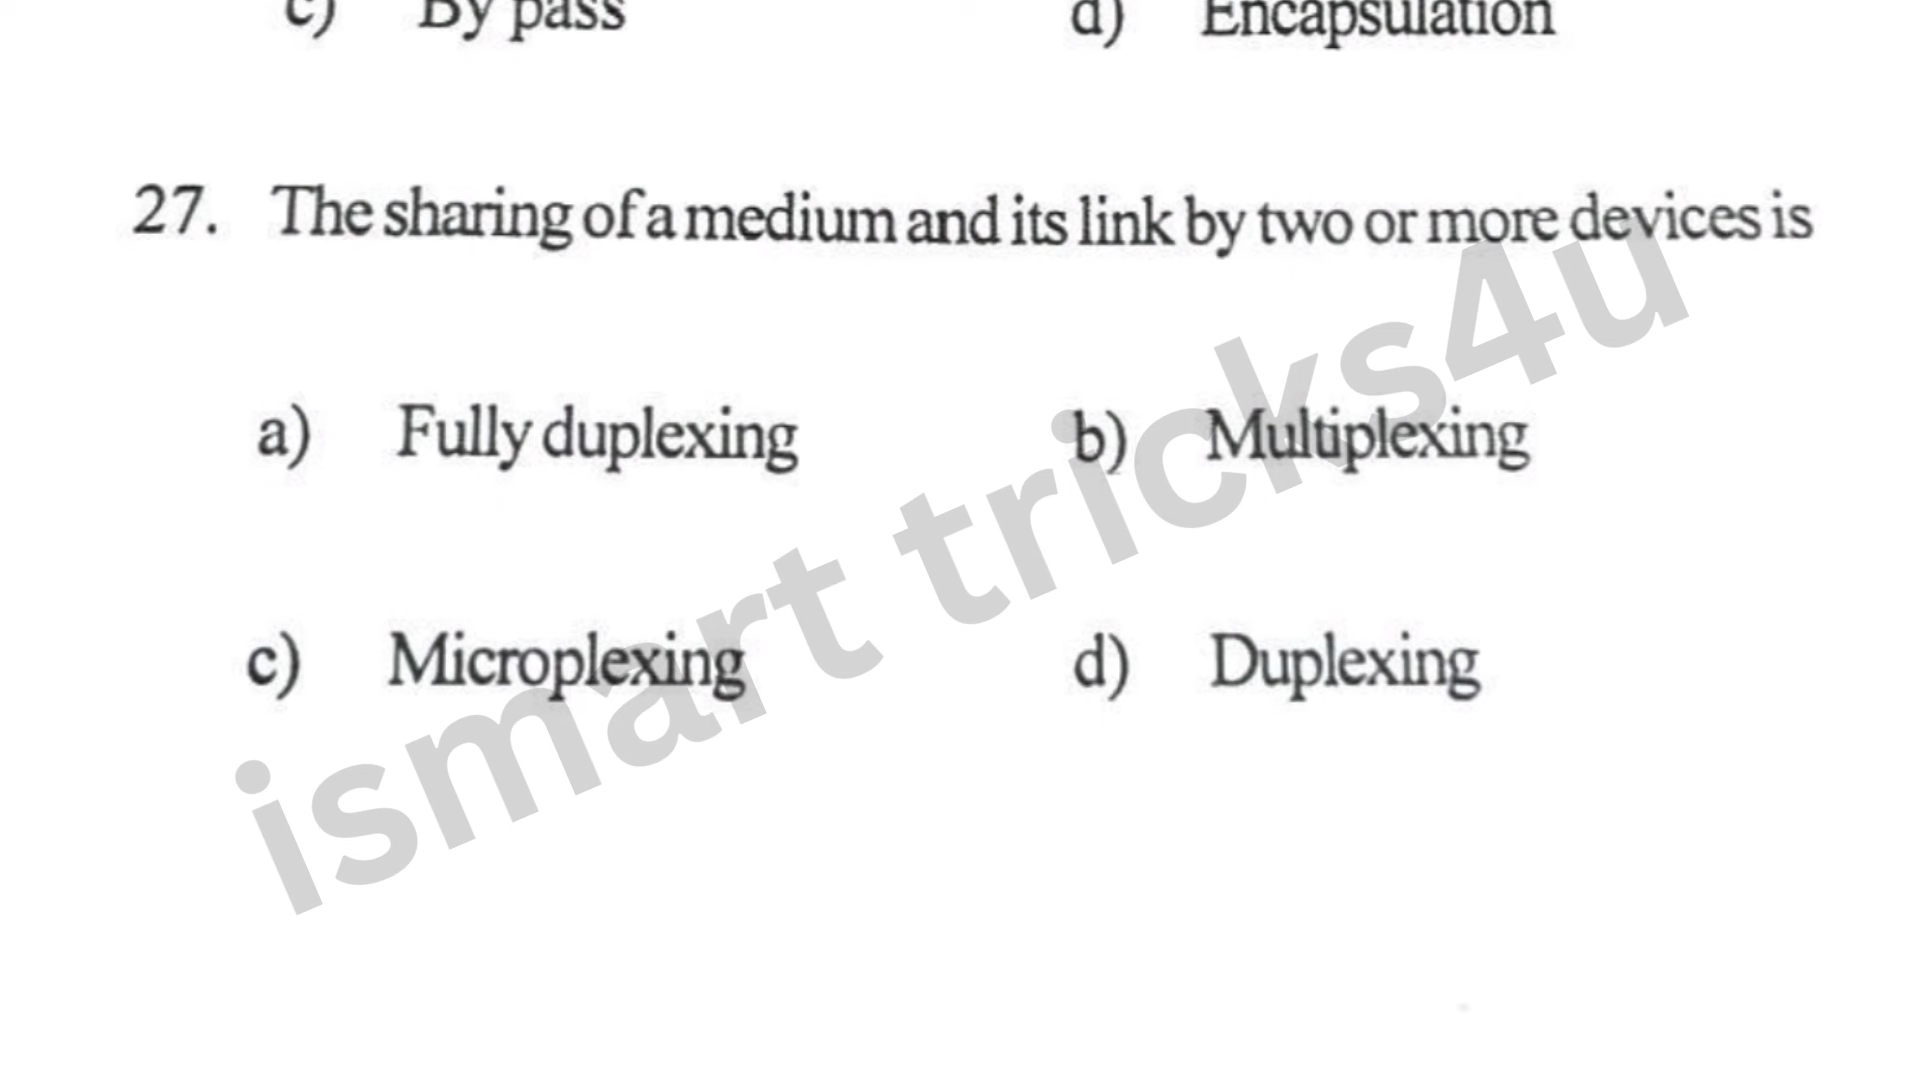 c) By pass d) Encapsulation
27. The sharing of a medium and its link by two or more devices is
a) Fully duplexing b) Multiplexing
c) Microplexing d) Duplexing
ismart tricks4u